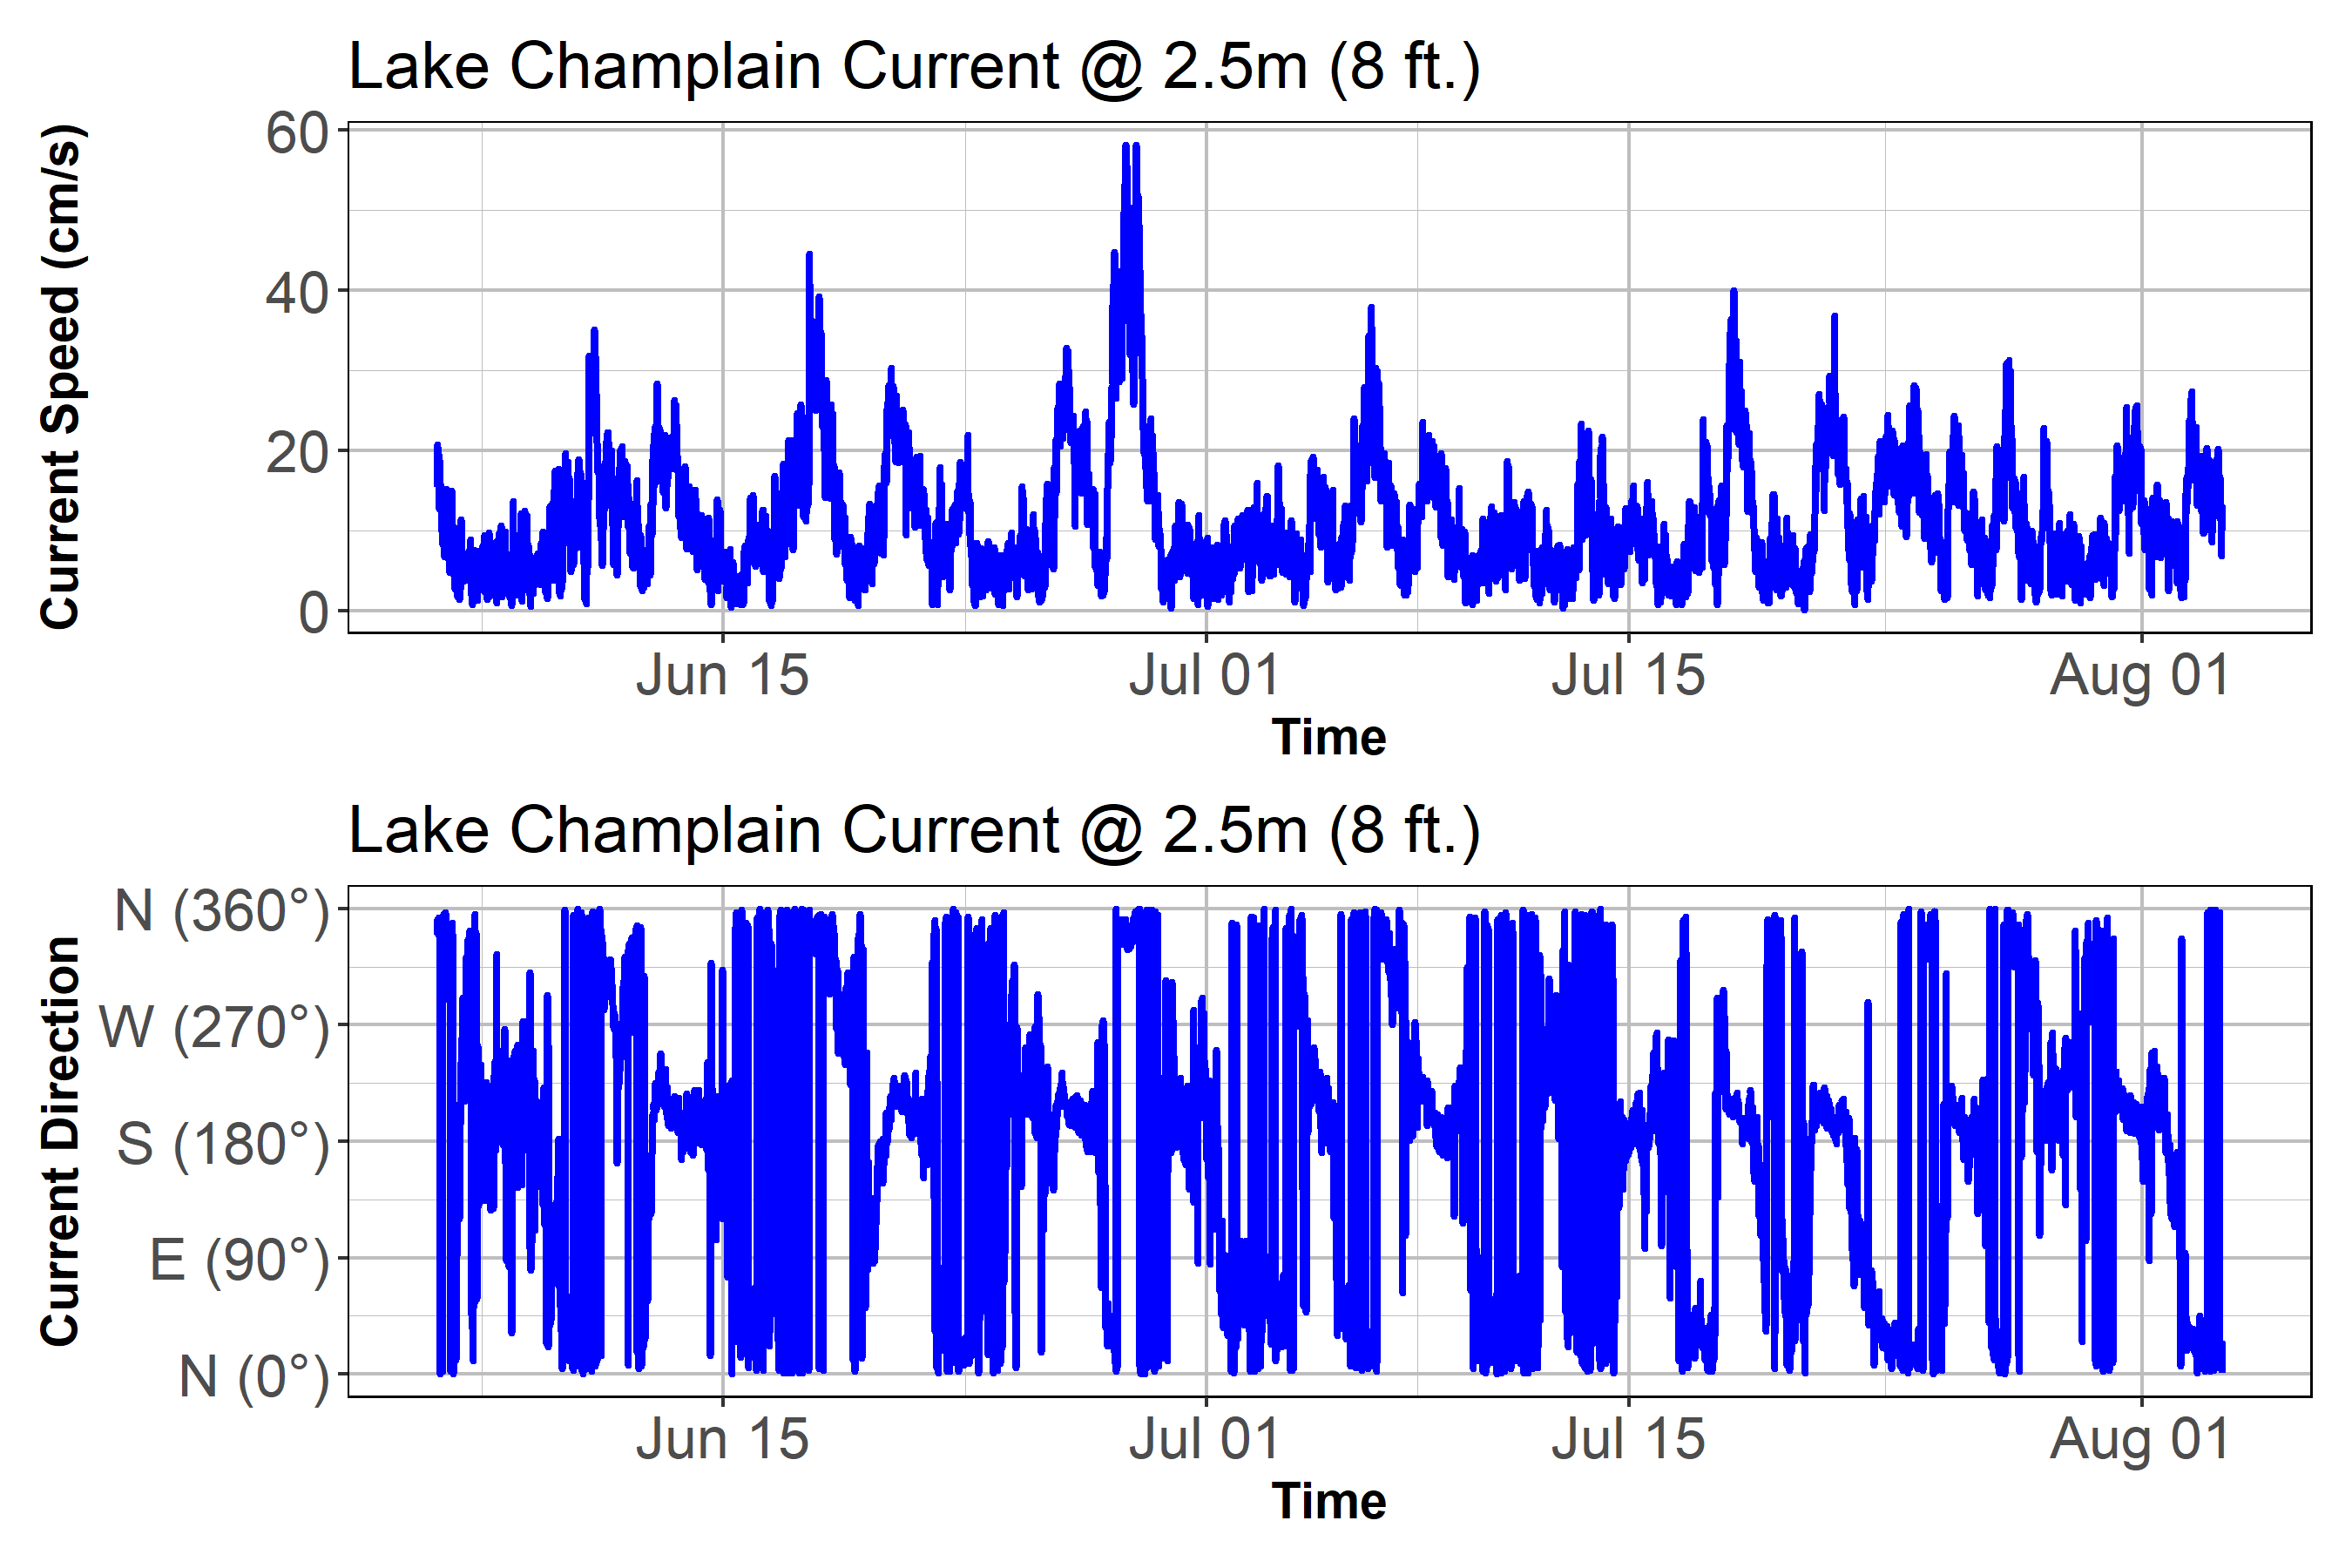 Lake Champlain Current @ 2.5m (8 ft.)
Current Speed (cm/s)
60
40
20
0
Jun 15 Jul 01 Jul 15 Aug 01
Time
Lake Champlain Current @ 2.5m (8 ft.)
Current Direction
N (360°)
W (270°)
S (180°)
E (90°)
N (0°)
Jun 15 Jul 01 Jul 15 Aug 01
Time